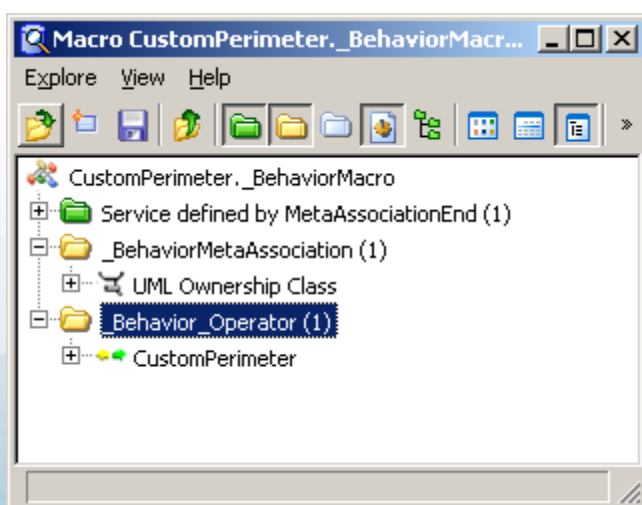 Macro CustomPerimeter._BehaviorMacr...
Explore View Help
»
CustomPerimeter._BehaviorMacro
Service defined by MetaAssociationEnd (1)
_BehaviorMetaAssociation (1)
UML Ownership Class
_Behavior_Operator (1)
CustomPerimeter